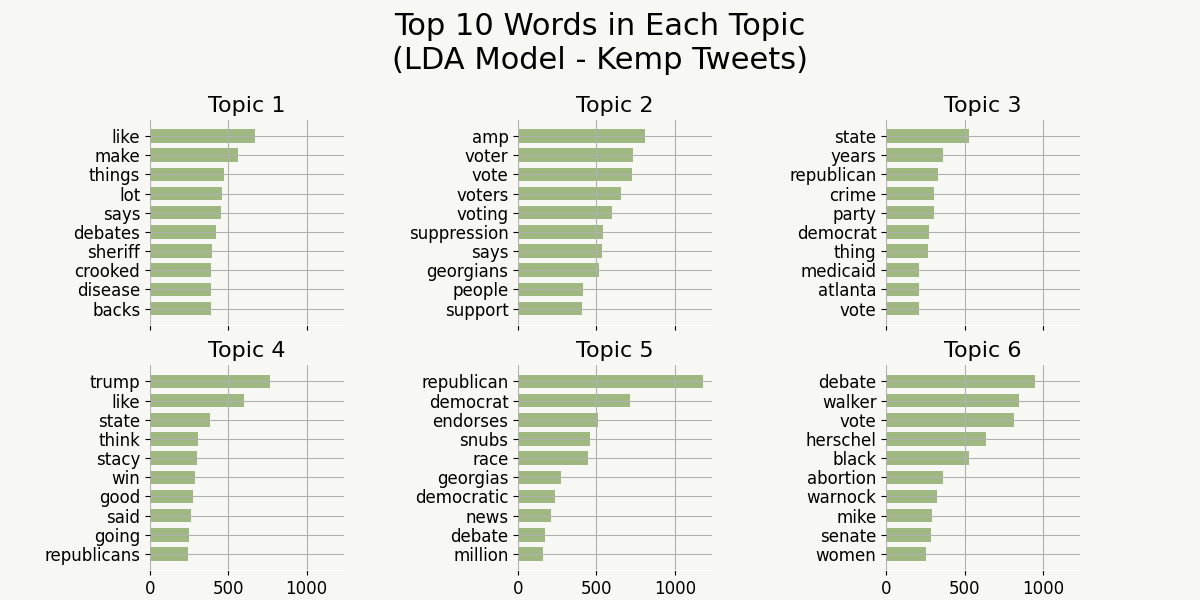 Top 10 Words in Each Topic
(LDA Model - Kemp Tweets)
Topic 1
like
make
things
lot
says
debates
sheriff
crooked
disease
backs
Topic 2
amp
voter
vote
voters
voting
suppression
says
georgians
people
support
Topic 3
state
years
republican
crime
party
democrat
thing
medicaid
atlanta
vote
Topic 4
trump
like
state
think
stacy
win
good
said
going
republicans
0 500 1000
Topic 5
republican
democrat
endorses
snubs
race
georgias
democratic
news
debate
million
0 500 1000
Topic 6
debate
walker
vote
herschel
black
abortion
warnock
mike
senate
women
0 500 1000